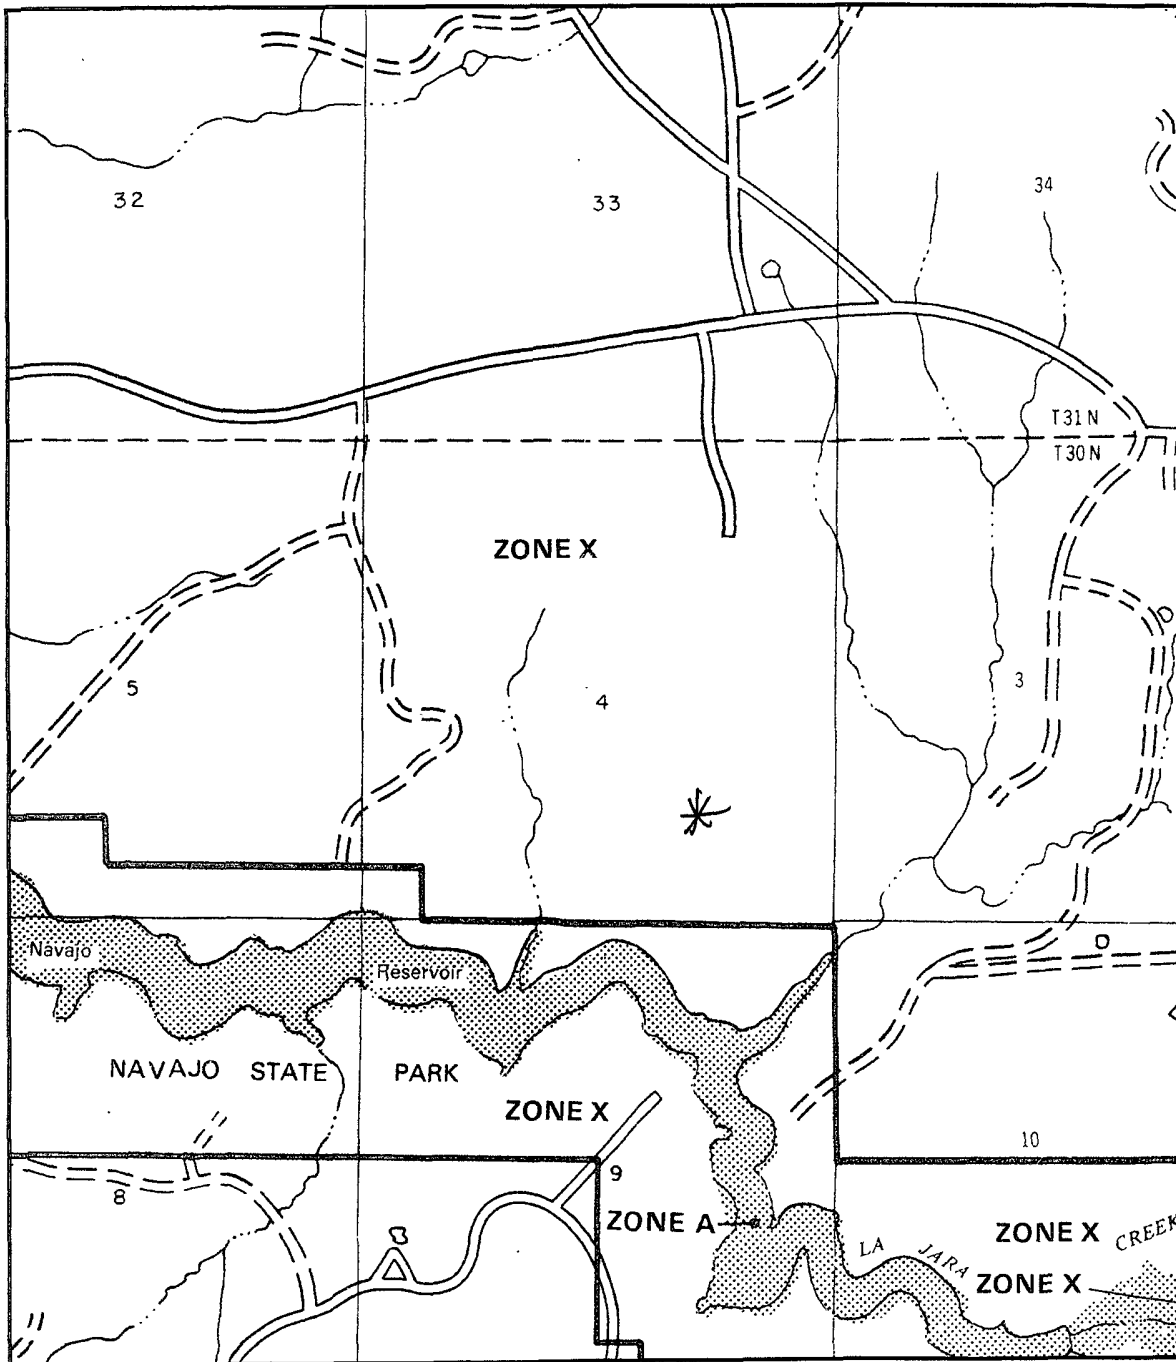 32
33
34
T31N
T30N
ZONE X
5
4
3
Navajo
Reservoir
NAVAJO STATE PARK
ZONE X
10
8
9
ZONE A
ZONE X
LA JARA CREEK
ZONE X